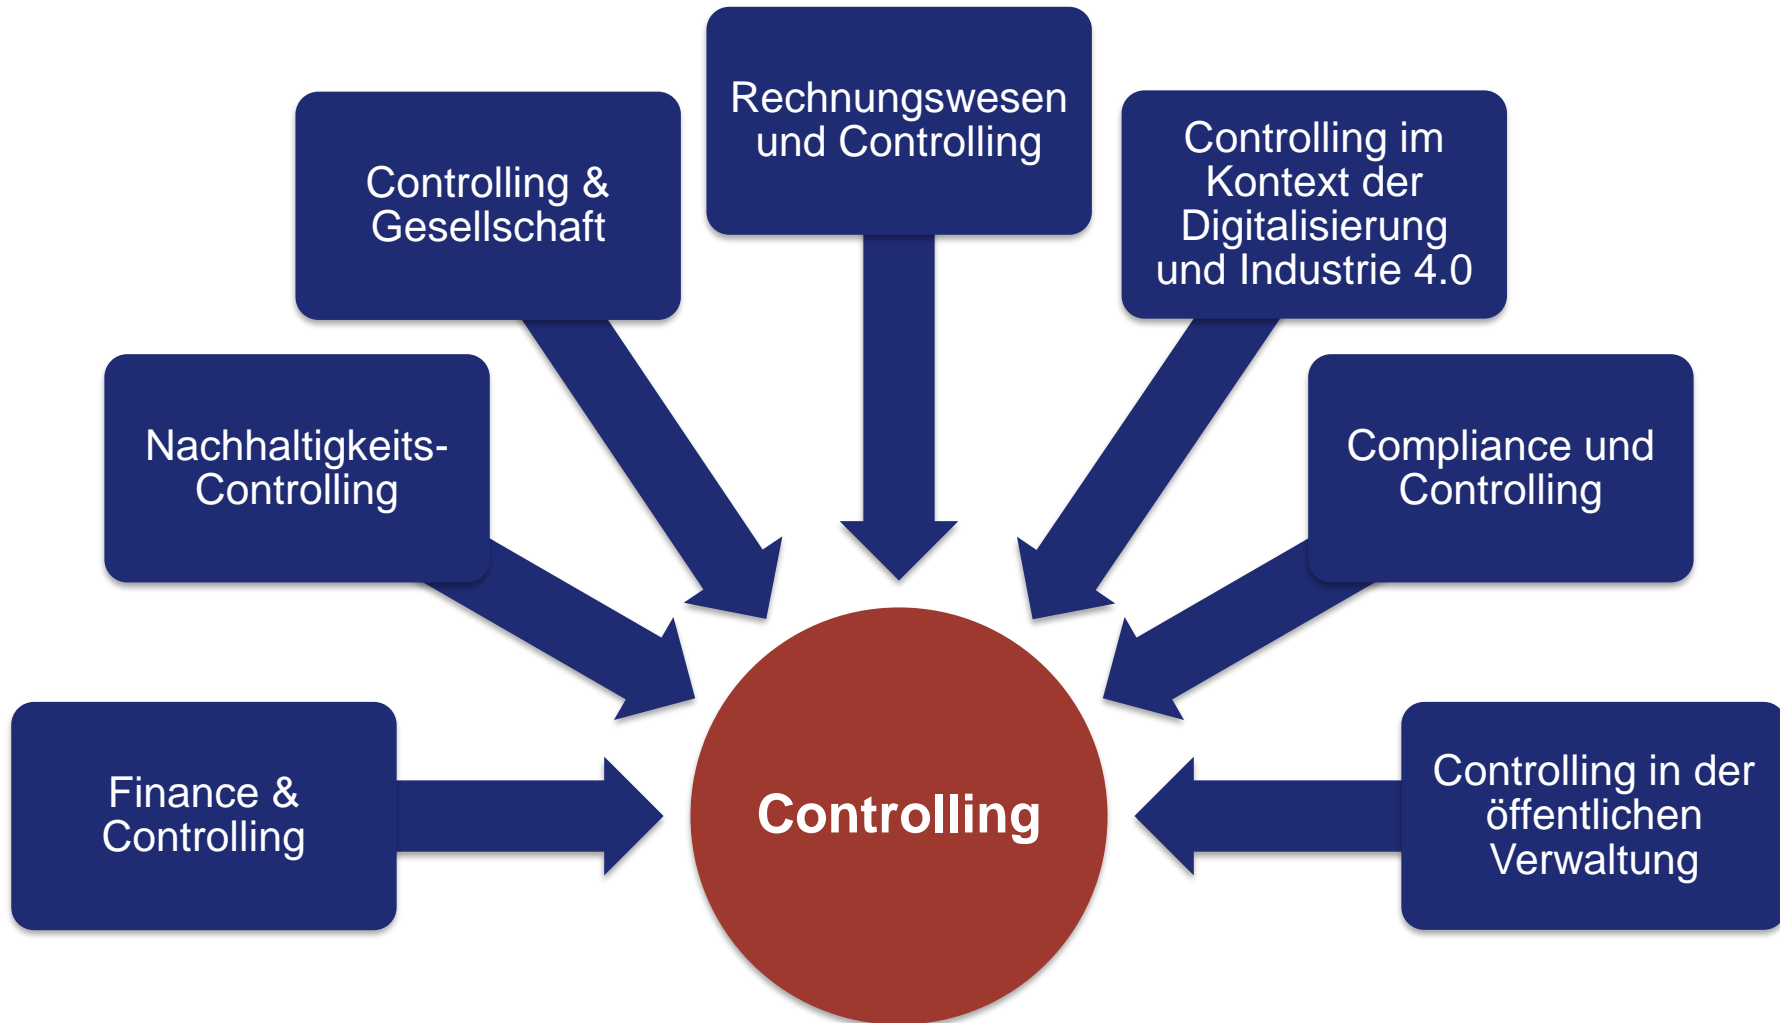 Rechnungswesen
und Controlling
Controlling &
Gesellschaft
Controlling im
Kontext der
Digitalisierung
und Industrie 4.0
Nachhaltigkeits-
Controlling
Compliance und
Controlling
Finance &
Controlling
Controlling
Controlling in der
öffentlichen
Verwaltung